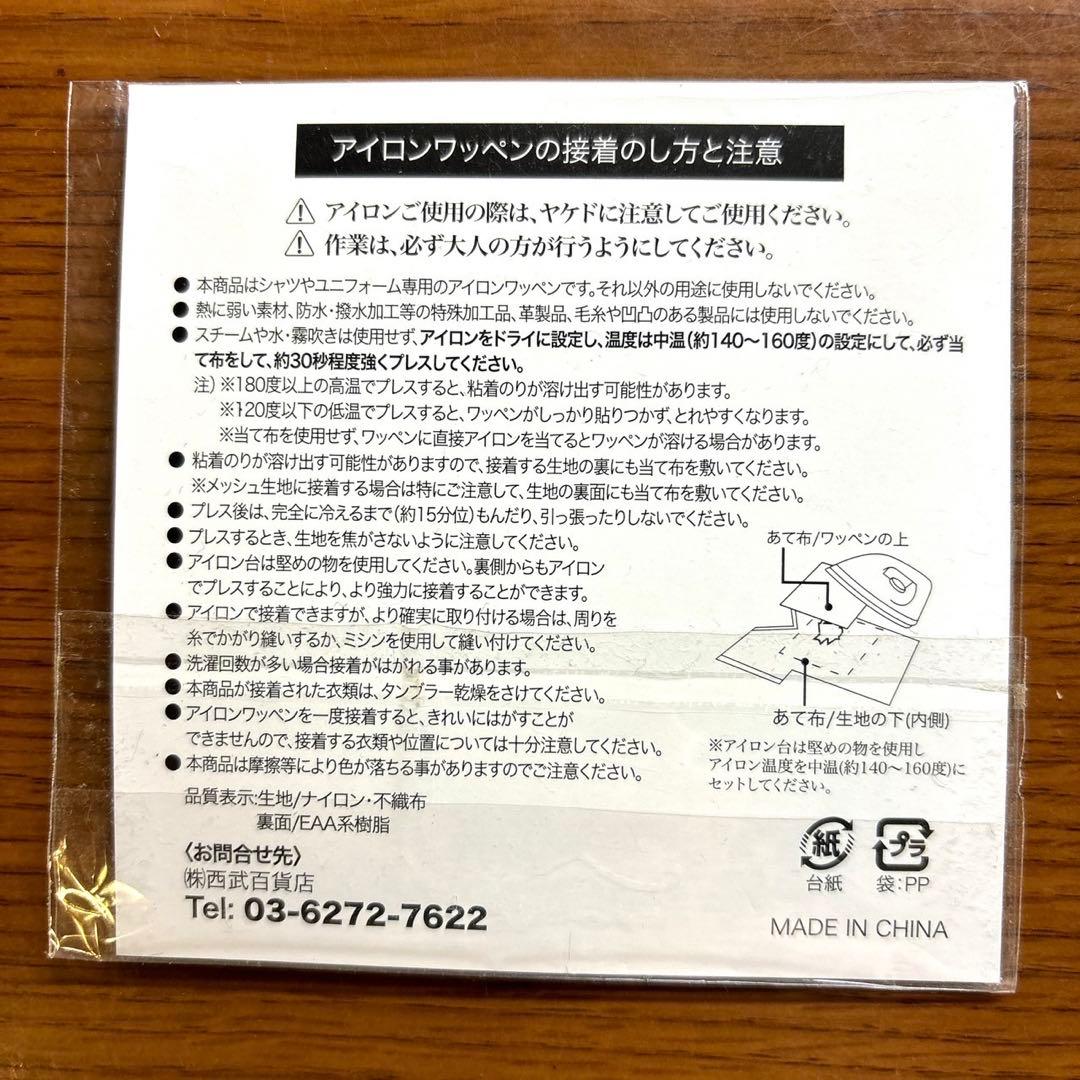 アイロンワッペンの接着のし方と注意
アイロンご使用の際は、ヤケドに注意してご使用ください。
作業は、必ず大人の方が行うようにしてください。
● 本商品はシャツやユニフォーム専用のアイロンワッペンです。それ以外の用途に使用しないでください。
● 熱に弱い素材、防水・撥水加工等の特殊加工品、革製品、毛糸や凹凸のある製品には使用しないでください。
● スチームや水・霧吹きは使用せず、アイロンをドライに設定し、温度は中温(約140〜160度)の設定にして、必ず当
て布をして、約30秒程度強くプレスしてください。
注）※180度以上の高温でプレスすると、粘着のりが溶け出す可能性があります。
※120度以下の低温でプレスすると、ワッペンがしっかり貼りつかず、とれやすくなります。
※当て布を使用せず、ワッペンに直接アイロンを当てるとワッペンが溶ける場合があります。
● 粘着のりが溶け出す可能性がありますので、接着する生地の裏にも当て布を敷いてください。
※メッシュ生地に接着する場合は特にご注意して、生地の裏面にも当て布を敷いてください。
● プレス後は、完全に冷えるまで(約15分位)もんだり、引っ張ったりしないでください。
● プレスするとき、生地を焦がさないように注意してください。
● アイロン台は堅めの物を使用してください。裏側からもアイロン
でプレスすることにより、より強力に接着することができます。
● アイロンで接着できますが、より確実に取り付ける場合は、周りを
糸でかがり縫いするか、ミシンを使用して縫い付けてください。
● 洗濯回数が多い場合接着がはがれる事があります。
● 本商品が接着された衣類は、タンブラー乾燥をさけてください。
● アイロンワッペンを一度接着すると、きれいにはがすことが
できませんので、接着する衣類や位置については十分注意してください。
● 本商品は摩擦等により色が落ちる事がありますのでご注意ください。
あて布/ワッペンの上
あて布/生地の下(内側)
※アイロン台は堅めの物を使用し
アイロン温度を中温(約140〜160度)に
セットしてください。
品質表示:生地/ナイロン・不織布
裏面/EAA系樹脂
〈お問合せ先〉
㈱西武百貨店
Tel: 03-6272-7622
紙
台紙
プラ
袋:PP
MADE IN CHINA